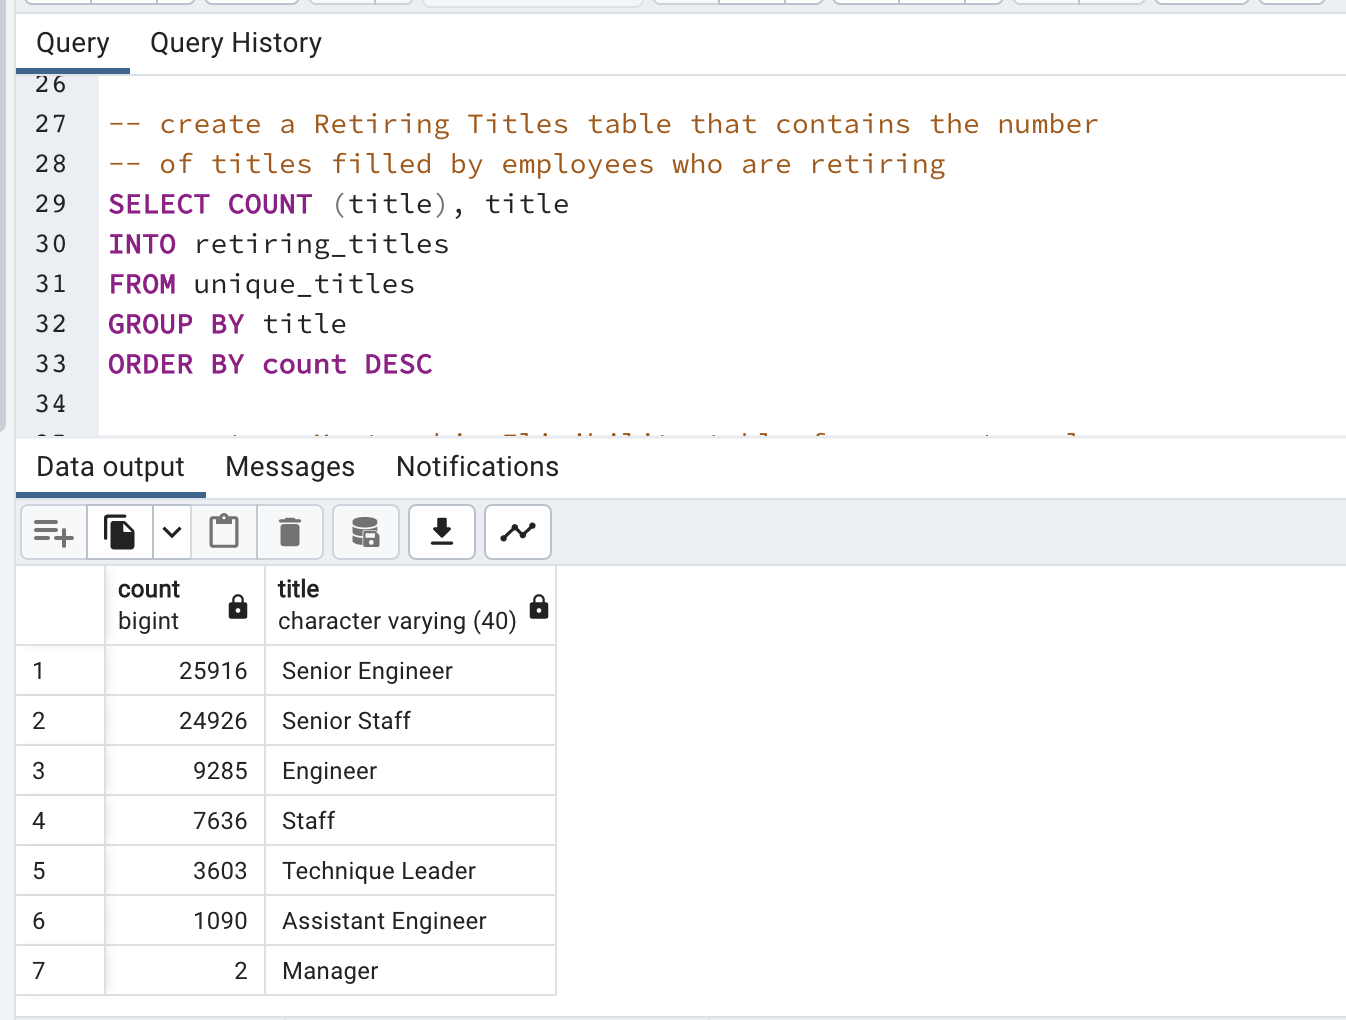 Query Query History
26
27 -- create a Retiring Titles table that contains the number
28 -- of titles filled by employees who are retiring
29 SELECT COUNT (title), title
30 INTO retiring_titles
31 FROM unique_titles
32 GROUP BY title
33 ORDER BY count DESC
34
Data output Messages Notifications
count title
bigint character varying (40)
1 25916 Senior Engineer
2 24926 Senior Staff
3 9285 Engineer
4 7636 Staff
5 3603 Technique Leader
6 1090 Assistant Engineer
7 2 Manager